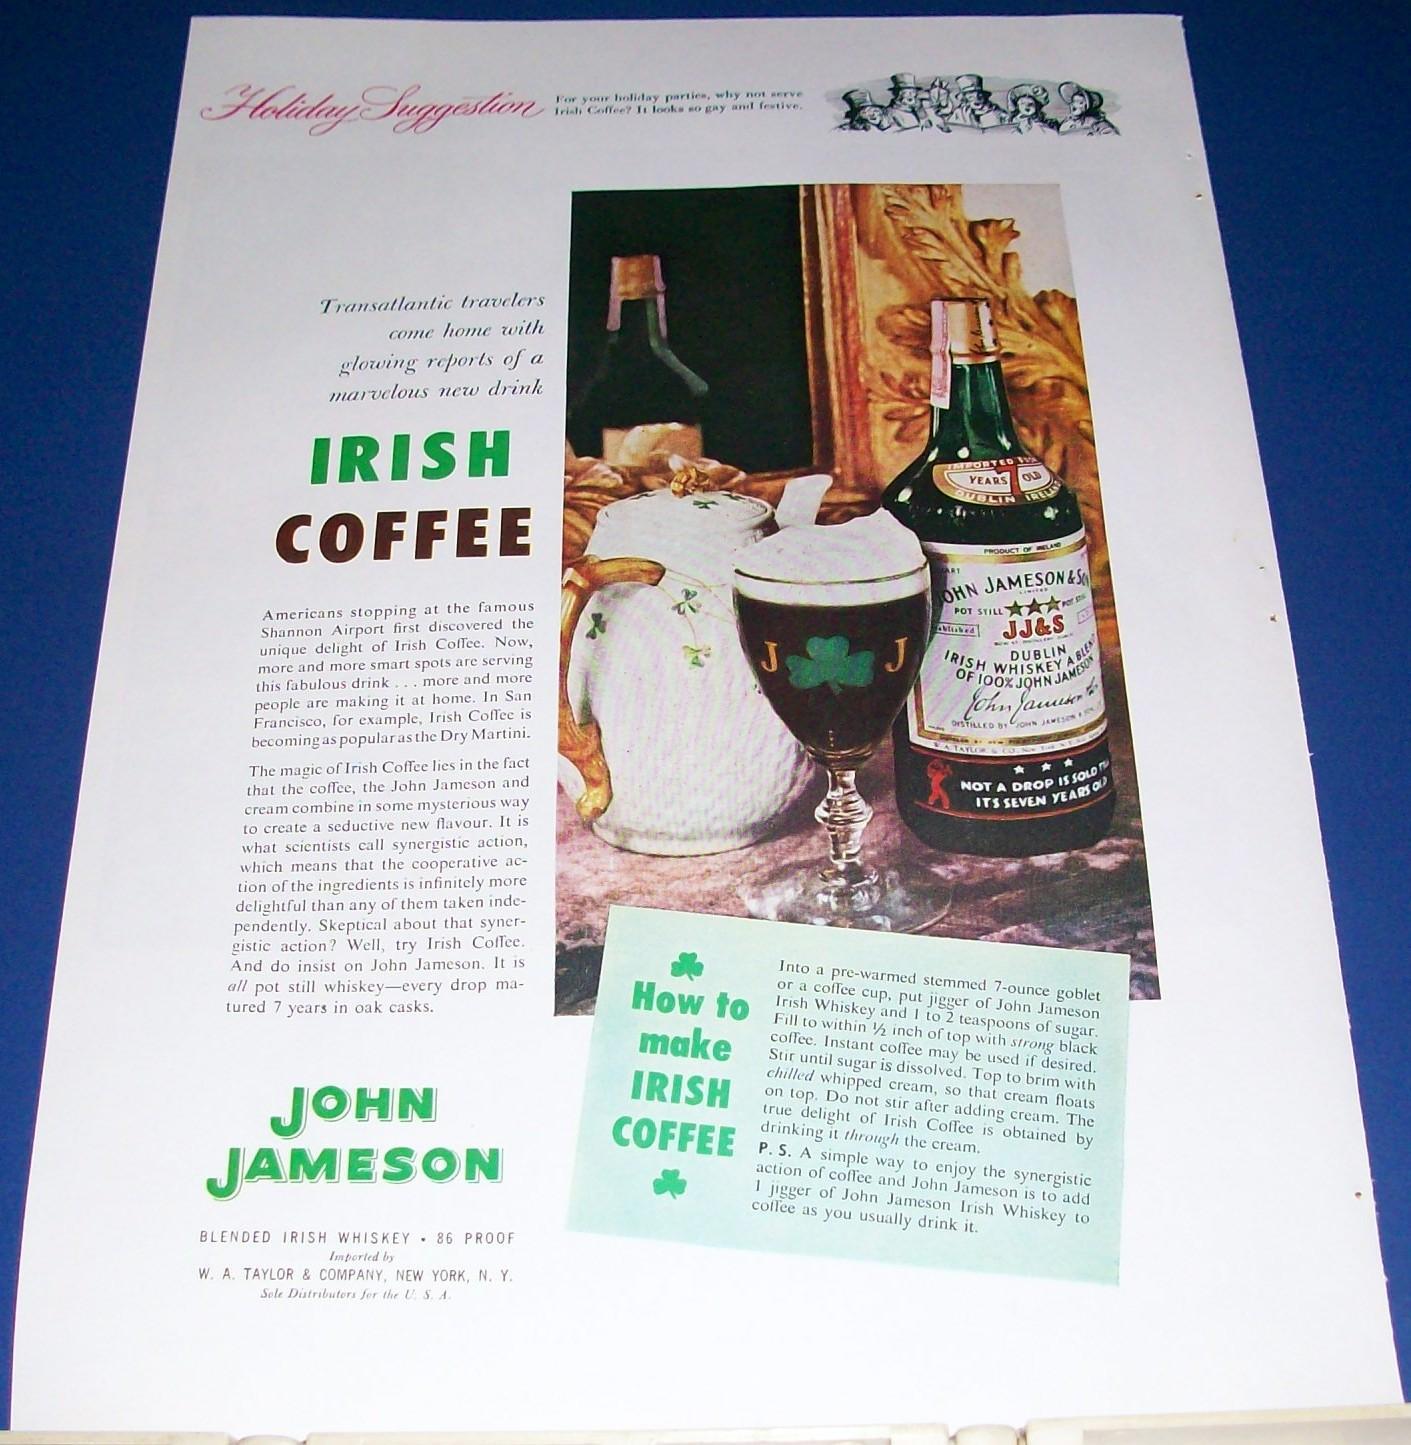 Holiday Suggestion
For your holiday parties, why not serve
Irish Coffee? It looks so gay and festive.
Transatlantic travelers
come home with
glowing reports of a
marvelous new drink
IRISH
COFFEE
Americans stopping at the famous
Shannon Airport first discovered the
unique delight of Irish Coffee. Now,
more and more smart spots are serving
this fabulous drink . . . more and more
people are making it at home. In San
Francisco, for example, Irish Coffee is
becoming as popular as the Dry Martini.
The magic of Irish Coffee lies in the fact
that the coffee, the John Jameson and
cream combine in some mysterious way
to create a seductive new flavour. It is
what scientists call synergistic action,
which means that the cooperative ac-
tion of the ingredients is infinitely more
delightful than any of them taken inde-
pendently. Skeptical about that syner-
gistic action? Well, try Irish Coffee.
And do insist on John Jameson. It is
all pot still whiskey—every drop ma-
tured 7 years in oak casks.
JOHN
JAMESON
BLENDED IRISH WHISKEY • 86 PROOF
Imported by
W. A. TAYLOR & COMPANY, NEW YORK, N. Y.
Sole Distributors for the U. S. A.
J J
IMPORTED
YEARS 7 OLD
DUBLIN
PRODUCT OF IRELAND
JOHN JAMESON & SON
LIMITED
POT STILL POT STILL
JJ&S
DUBLIN
IRISH WHISKEY A BLEND
OF 100% JOHN JAMESON
John Jameson
DISTILLED BY JOHN JAMESON & SON
W. A. TAYLOR & CO.
NOT A DROP IS SOLD
IT'S SEVEN YEARS OLD
How to
make
IRISH
COFFEE
Into a pre-warmed stemmed 7-ounce goblet
or a coffee cup, put jigger of John Jameson
Irish Whiskey and 1 to 2 teaspoons of sugar.
Fill to within ½ inch of top with strong black
coffee. Instant coffee may be used if desired.
Stir until sugar is dissolved. Top to brim with
chilled whipped cream, so that cream floats
on top. Do not stir after adding cream. The
true delight of Irish Coffee is obtained by
drinking it through the cream.
P. S. A simple way to enjoy the synergistic
action of coffee and John Jameson is to add
1 jigger of John Jameson Irish Whiskey to
coffee as you usually drink it.